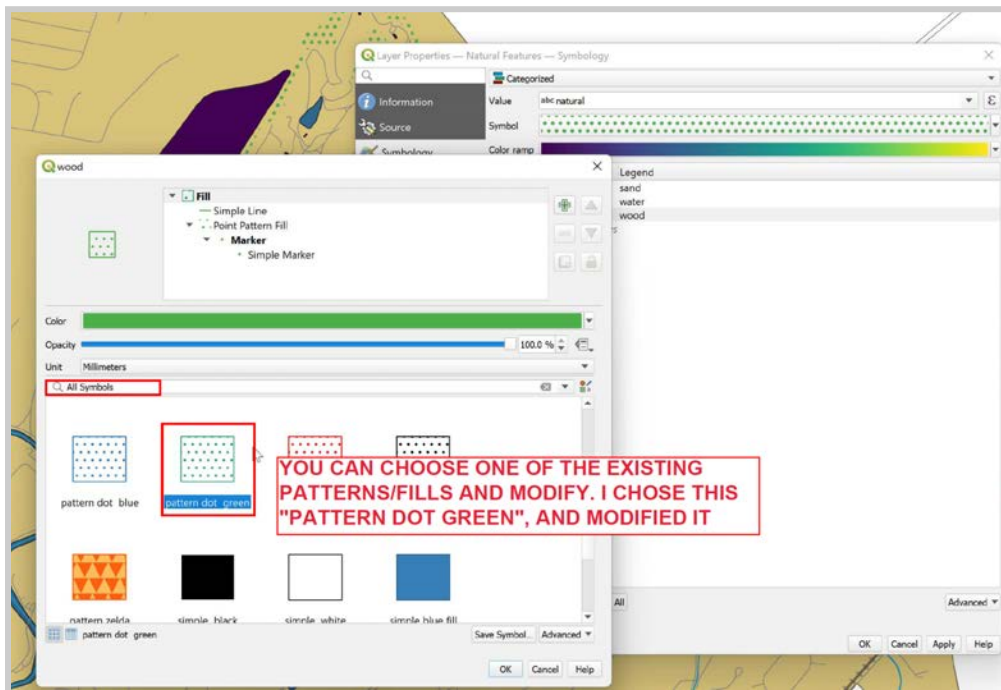 Layer Properties — Natural Features — Symbology
Categorized
Information
Value
abc natural
ε
Source
Symbol
Symbology
Color ramp
wood
Legend
sand
water
wood
Fill
Simple Line
Point Pattern Fill
Marker
Simple Marker
Color
Opacity
100.0 %
Unit
Millimeters
All Symbols
YOU CAN CHOOSE ONE OF THE EXISTING
PATTERNS/FILLS AND MODIFY. I CHOSE THIS
"PATTERN DOT GREEN", AND MODIFIED IT
pattern dot blue
pattern dot green
pattern zelda
simple black
simple white
simple blue fill
All
Advanced
pattern dot green
Save Symbol...
Advanced
OK
Cancel
Apply
Help
OK
Cancel
Help